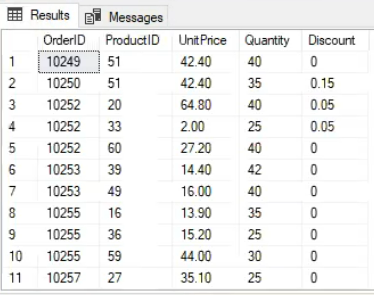 Results Messages
OrderID ProductID UnitPrice Quantity Discount
1 10249 51 42.40 40 0
2 10250 51 42.40 35 0.15
3 10252 20 64.80 40 0.05
4 10252 33 2.00 25 0.05
5 10252 60 27.20 40 0
6 10253 39 14.40 42 0
7 10253 49 16.00 40 0
8 10255 16 13.90 35 0
9 10255 36 15.20 25 0
10 10255 59 44.00 30 0
11 10257 27 35.10 25 0